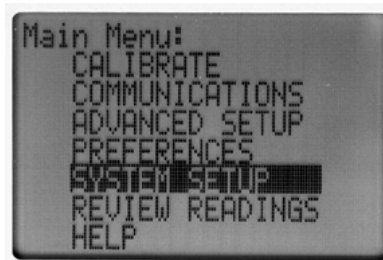 Main Menu:
CALIBRATE
COMMUNICATIONS
ADVANCED SETUP
PREFERENCES
SYSTEM SETUP
REVIEW READINGS
HELP